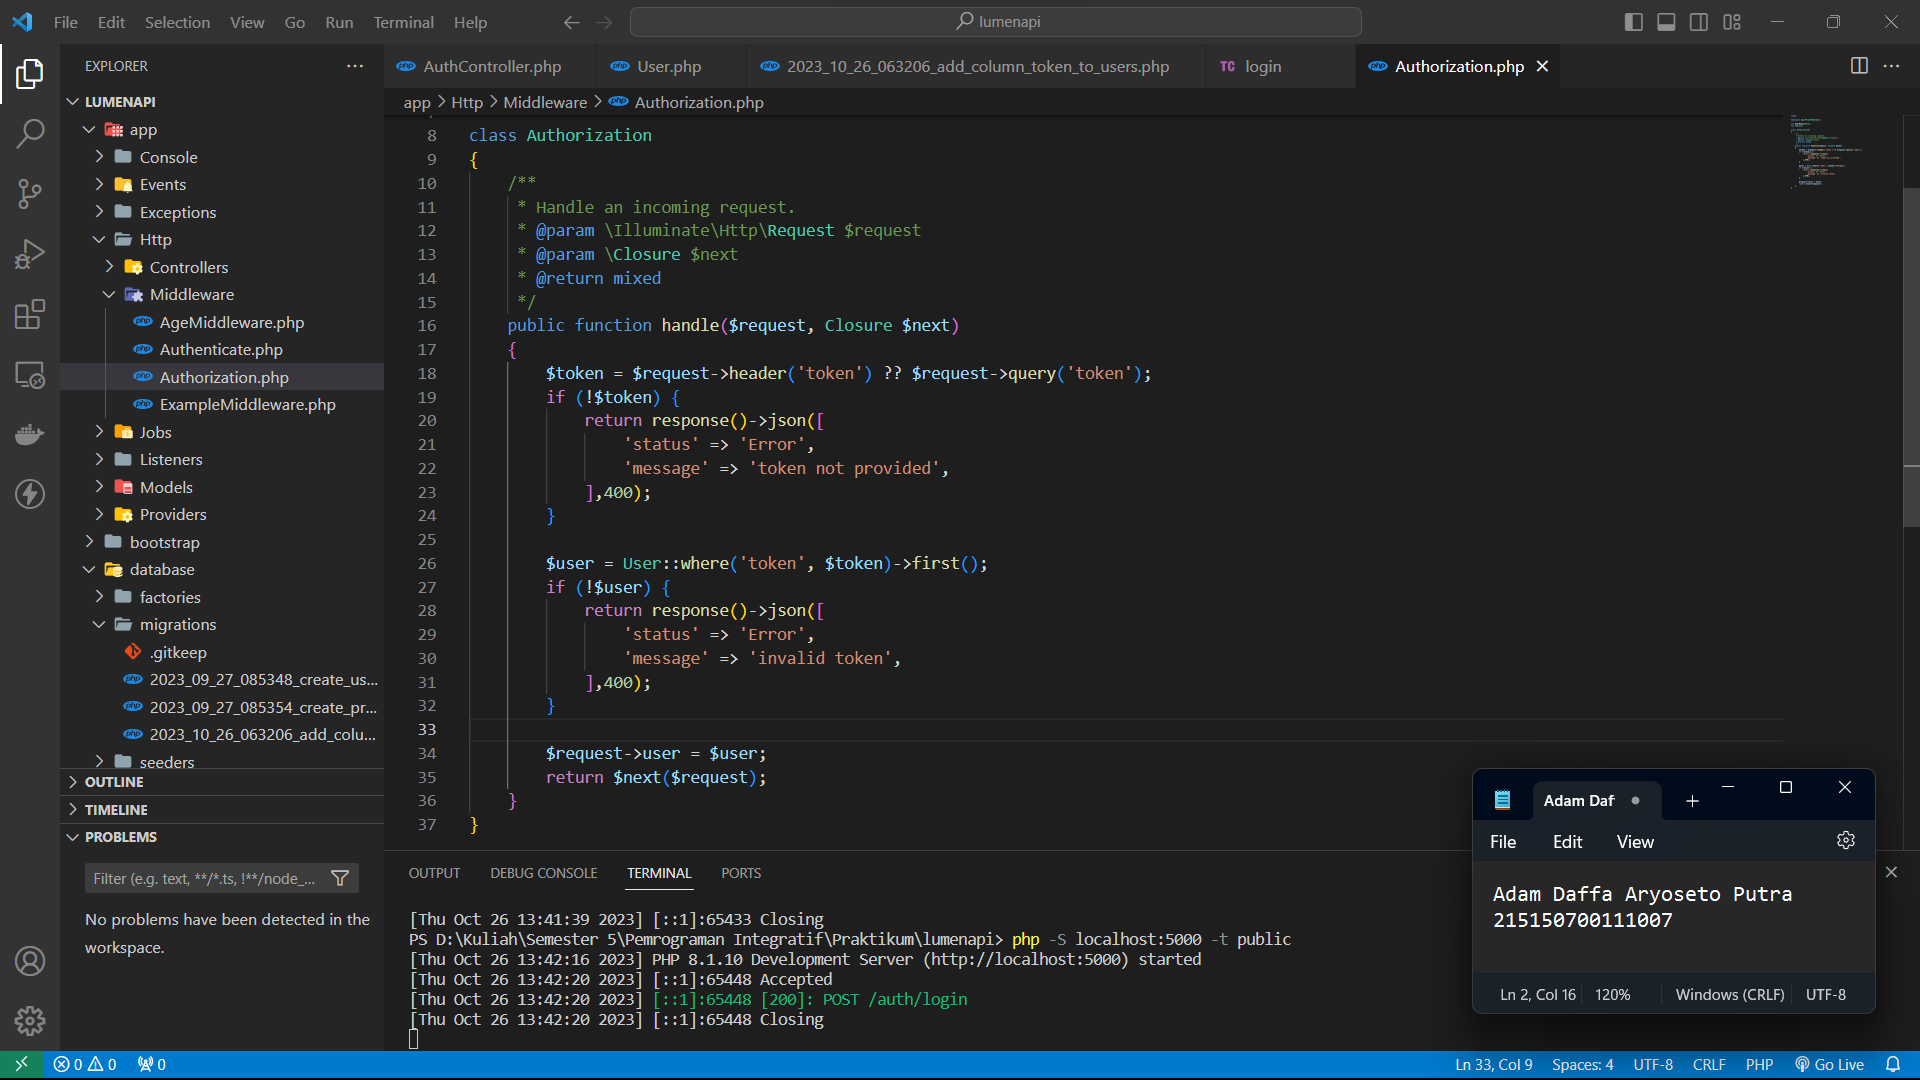 File Edit Selection View Go Run Terminal Help
lumenapi
EXPLORER
LUMENAPI
app
Console
Events
Exceptions
Http
Controllers
Middleware
AgeMiddleware.php
Authenticate.php
Authorization.php
ExampleMiddleware.php
Jobs
Listeners
Models
Providers
bootstrap
database
factories
migrations
.gitkeep
2023_09_27_085348_create_us...
2023_09_27_085354_create_pr...
2023_10_26_063206_add_colu...
seeders
OUTLINE
TIMELINE
PROBLEMS
Filter (e.g. text, **/*.ts, !**/node_...
No problems have been detected in the
workspace.
php AuthController.php php User.php php 2023_10_26_063206_add_column_token_to_users.php TC login php Authorization.php
app > Http > Middleware > php Authorization.php
8 class Authorization
9 {
10 /**
11 * Handle an incoming request.
12 * @param \Illuminate\Http\Request $request
13 * @param \Closure $next
14 * @return mixed
15 */
16 public function handle($request, Closure $next)
17 {
18 $token = $request->header('token') ?? $request->query('token');
19 if (!$token) {
20 return response()->json([
21 'status' => 'Error',
22 'message' => 'token not provided',
23 ],400);
24 }
25
26 $user = User::where('token', $token)->first();
27 if (!$user) {
28 return response()->json([
29 'status' => 'Error',
30 'message' => 'invalid token',
31 ],400);
32 }
33
34 $request->user = $user;
35 return $next($request);
36 }
37 }
OUTPUT DEBUG CONSOLE TERMINAL PORTS
[Thu Oct 26 13:41:39 2023] [::1]:65433 Closing
PS D:\Kuliah\Semester 5\Pemrograman Integratif\Praktikum\lumenapi> php -S localhost:5000 -t public
[Thu Oct 26 13:42:16 2023] PHP 8.1.10 Development Server (http://localhost:5000) started
[Thu Oct 26 13:42:20 2023] [::1]:65448 Accepted
[Thu Oct 26 13:42:20 2023] [::1]:65448 [200]: POST /auth/login
[Thu Oct 26 13:42:20 2023] [::1]:65448 Closing
Adam Daf
File Edit View
Adam Daffa Aryoseto Putra
215150700111007
Ln 2, Col 16 120% Windows (CRLF) UTF-8
0 0 0 Ln 33, Col 9 Spaces: 4 UTF-8 CRLF PHP Go Live